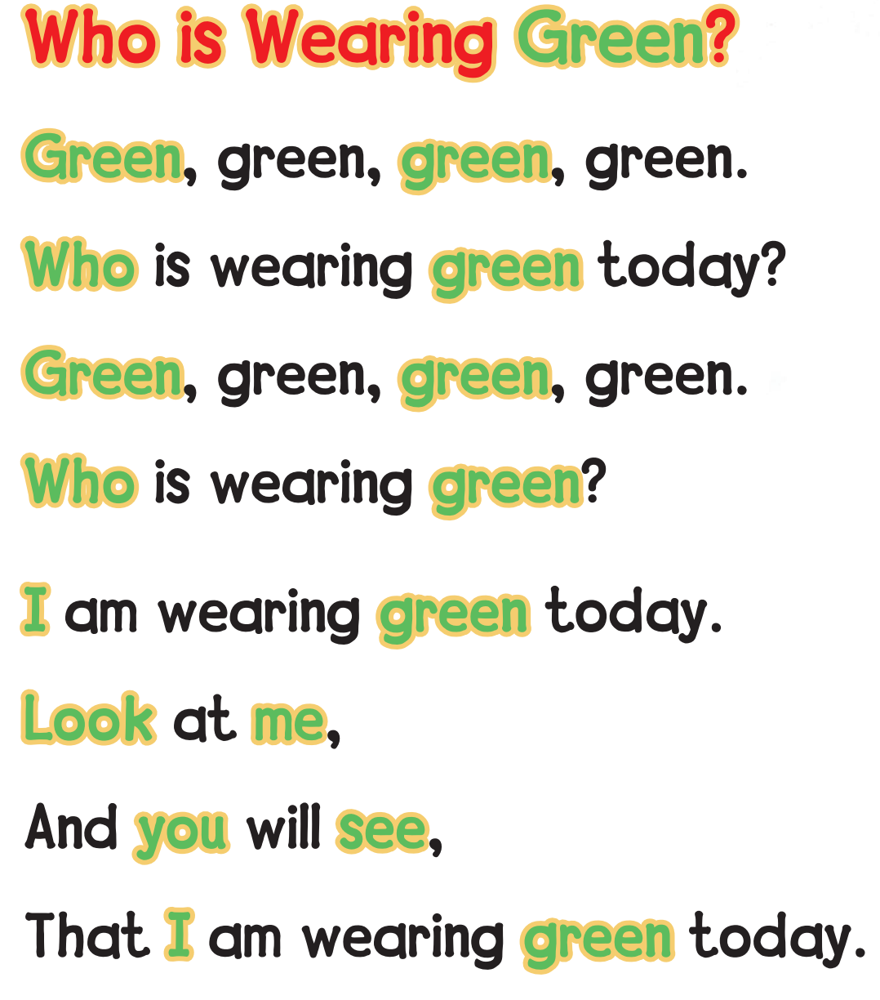 Who is Wearing Green?
Green, green, green, green.
Who is wearing green today?
Green, green, green, green.
Who is wearing green?
I am wearing green today.
Look at me,
And you will see,
That I am wearing green today.